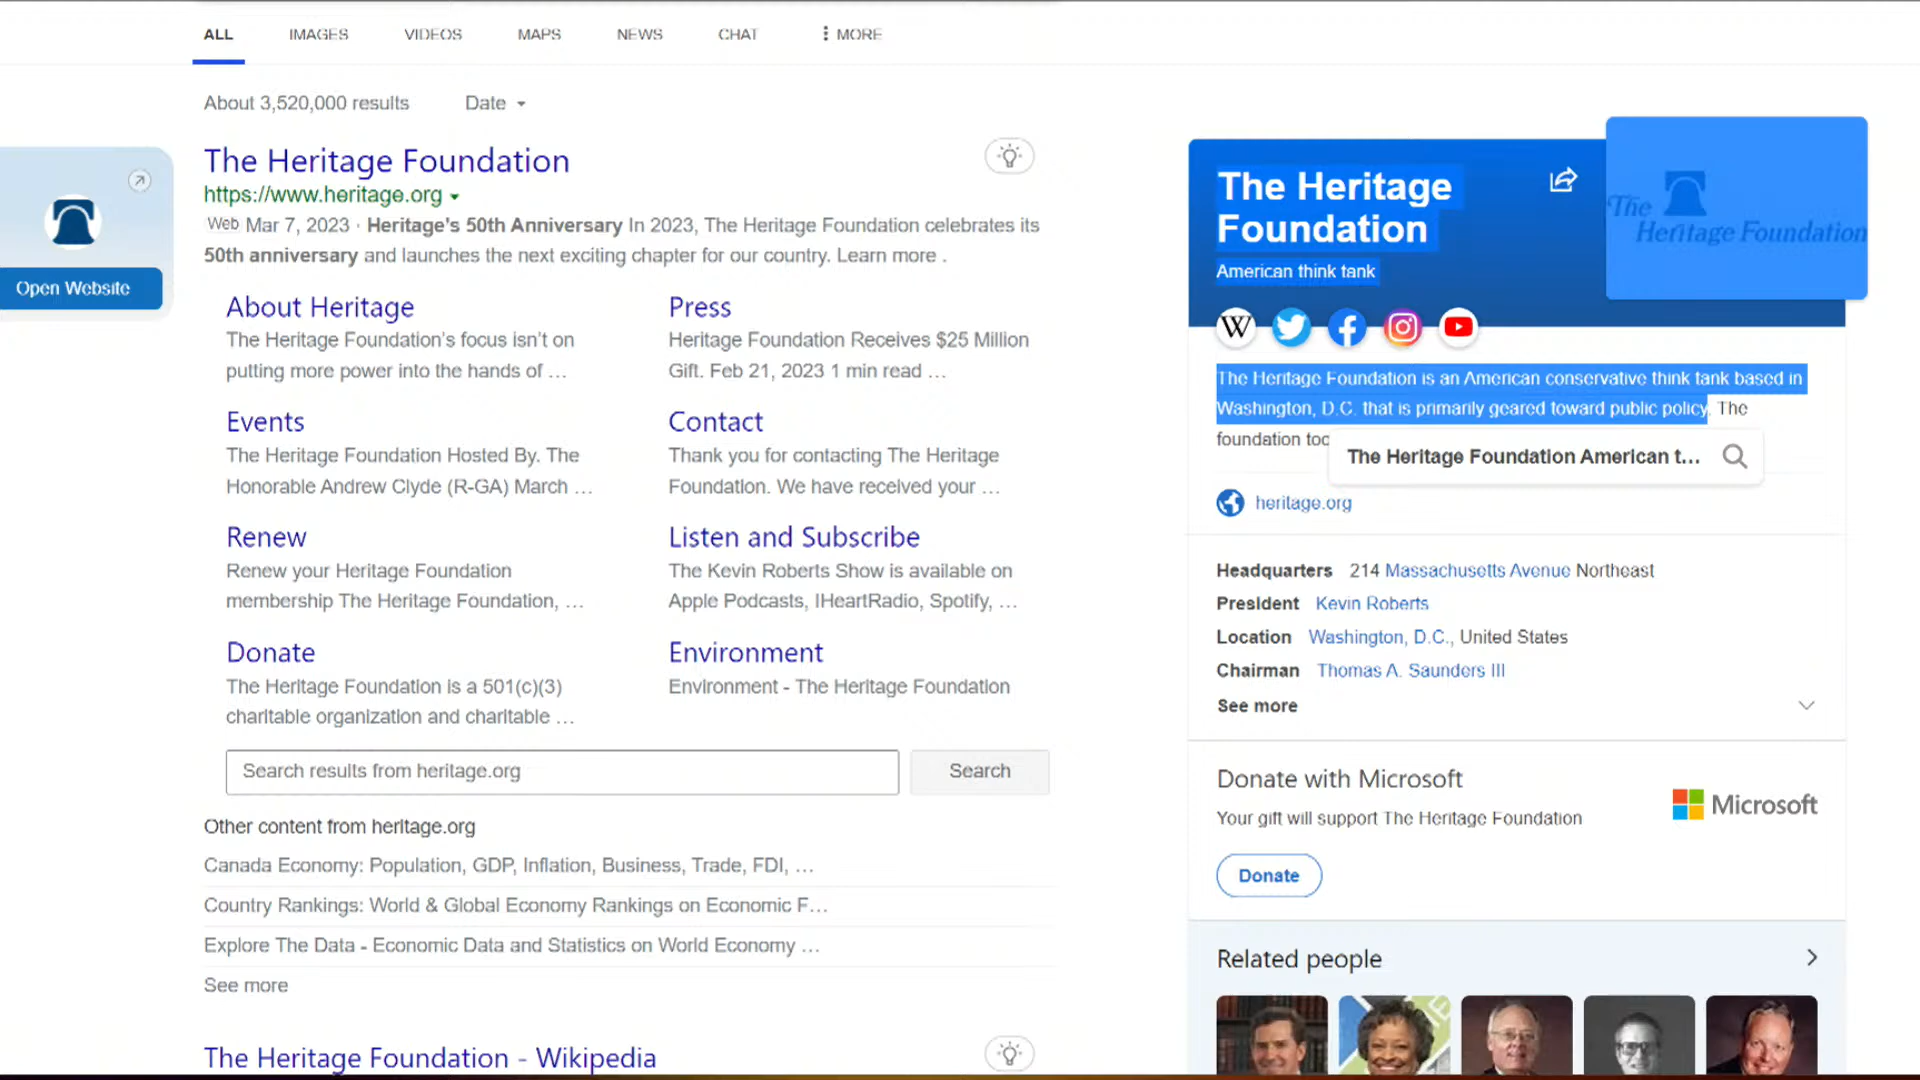 ALL IMAGES VIDEOS MAPS NEWS CHAT MORE
About 3,520,000 results Date
Open Website
The Heritage Foundation
https://www.heritage.org
Web Mar 7, 2023 · Heritage's 50th Anniversary In 2023, The Heritage Foundation celebrates its
50th anniversary and launches the next exciting chapter for our country. Learn more .
About Heritage
The Heritage Foundation's focus isn't on
putting more power into the hands of ...
Press
Heritage Foundation Receives $25 Million
Gift. Feb 21, 2023 1 min read ...
Events
The Heritage Foundation Hosted By. The
Honorable Andrew Clyde (R-GA) March ...
Contact
Thank you for contacting The Heritage
Foundation. We have received your ...
Renew
Renew your Heritage Foundation
membership The Heritage Foundation, ...
Listen and Subscribe
The Kevin Roberts Show is available on
Apple Podcasts, IHeartRadio, Spotify, ...
Donate
The Heritage Foundation is a 501(c)(3)
charitable organization and charitable ...
Environment
Environment - The Heritage Foundation
Search results from heritage.org Search
Other content from heritage.org
Canada Economy: Population, GDP, Inflation, Business, Trade, FDI, ...
Country Rankings: World & Global Economy Rankings on Economic F...
Explore The Data - Economic Data and Statistics on World Economy ...
See more
The Heritage Foundation - Wikipedia
The Heritage
Foundation
American think tank
The
Heritage Foundation
W
The Heritage Foundation is an American conservative think tank based in
Washington, D.C. that is primarily geared toward public policy. The
foundation too
The Heritage Foundation American t...
heritage.org
Headquarters 214 Massachusetts Avenue Northeast
President Kevin Roberts
Location Washington, D.C., United States
Chairman Thomas A. Saunders III
See more
Donate with Microsoft
Your gift will support The Heritage Foundation
Microsoft
Donate
Related people